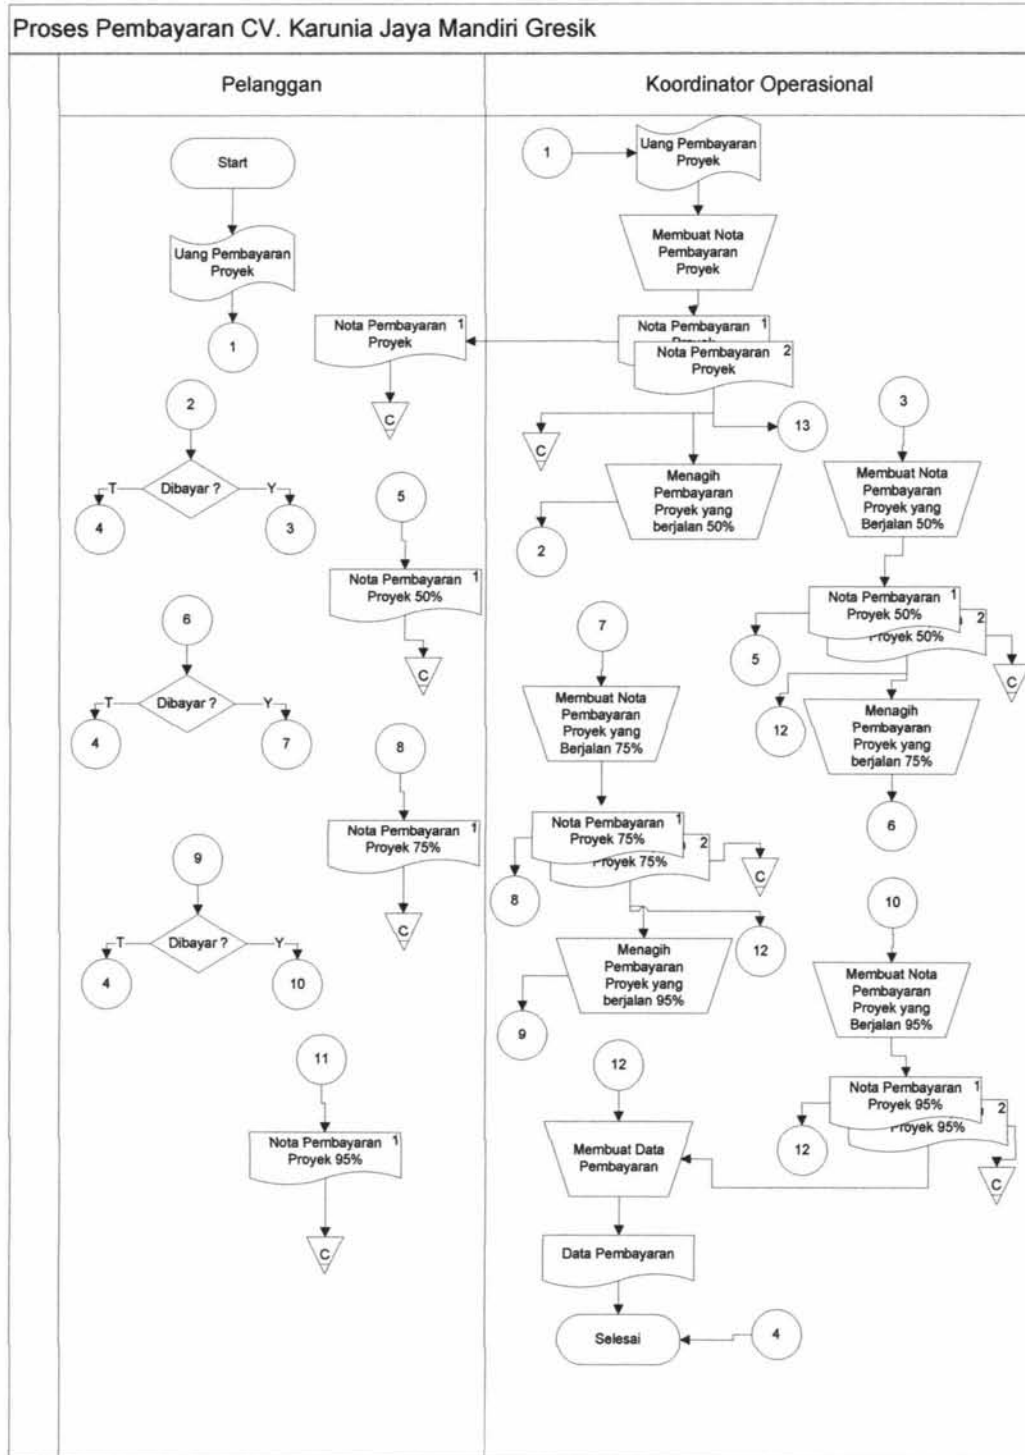 Proses Pembayaran CV. Karunia Jaya Mandiri Gresik
Pelanggan
Koordinator Operasional
Start
Uang Pembayaran
Proyek
1
Nota Pembayaran 1
Proyek
C
2
Dibayar ?
T
Y
4
3
5
Nota Pembayaran 1
Proyek 50%
C
6
Dibayar ?
T
Y
4
7
8
Nota Pembayaran 1
Proyek 75%
C
9
Dibayar ?
T
Y
4
10
11
Nota Pembayaran 1
Proyek 95%
C
1
Uang Pembayaran
Proyek
Membuat Nota
Pembayaran
Proyek
Nota Pembayaran 1
Nota Pembayaran 2
Proyek
C
13
Menagih
Pembayaran
Proyek yang
berjalan 50%
2
3
Membuat Nota
Pembayaran
Proyek yang
Berjalan 50%
Nota Pembayaran 1
Proyek 50%
2
Proyek 50%
5
C
12
Menagih
Pembayaran
Proyek yang
berjalan 75%
6
7
Membuat Nota
Pembayaran
Proyek yang
Berjalan 75%
Nota Pembayaran 1
Proyek 75%
2
Proyek 75%
8
C
12
Menagih
Pembayaran
Proyek yang
berjalan 95%
9
10
Membuat Nota
Pembayaran
Proyek yang
Berjalan 95%
Nota Pembayaran 1
Proyek 95%
2
Proyek 95%
12
C
12
Membuat Data
Pembayaran
Data Pembayaran
Selesai
4